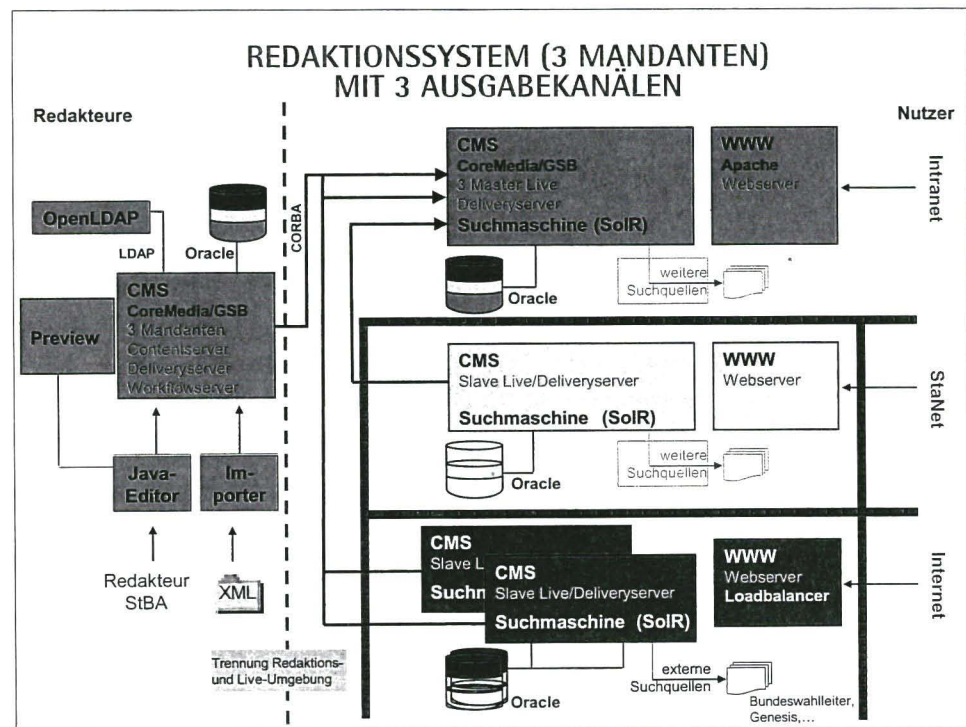 REDAKTIONSSYSTEM (3 MANDANTEN)
MIT 3 AUSGABEKANÄLEN
Redakteure
Nutzer
OpenLDAP
LDAP
Oracle
CORBA
CMS
CoreMedia/GSB
3 Mandanten
Contentserver
Deliveryserver
Workflowserver
Preview
Java-
Editor
Im-
porter
Redakteur
StBA
XML
Trennung Redaktions-
und Live-Umgebung
CMS
CoreMedia/GSB
3 Master Live
Deliveryserver
Suchmaschine (SolR)
WWW
Apache
Webserver
Intranet
Oracle
weitere
Suchquellen
CMS
Slave Live/Deliveryserver
Suchmaschine (SolR)
WWW
Webserver
StaNet
Oracle
weitere
Suchquellen
CMS
Slave L
Suchn
CMS
Slave Live/Deliveryserver
Suchmaschine (SolR)
WWW
Webserver
Loadbalancer
Internet
Oracle
externe
Suchquellen
Bundeswahlleiter,
Genesis,...